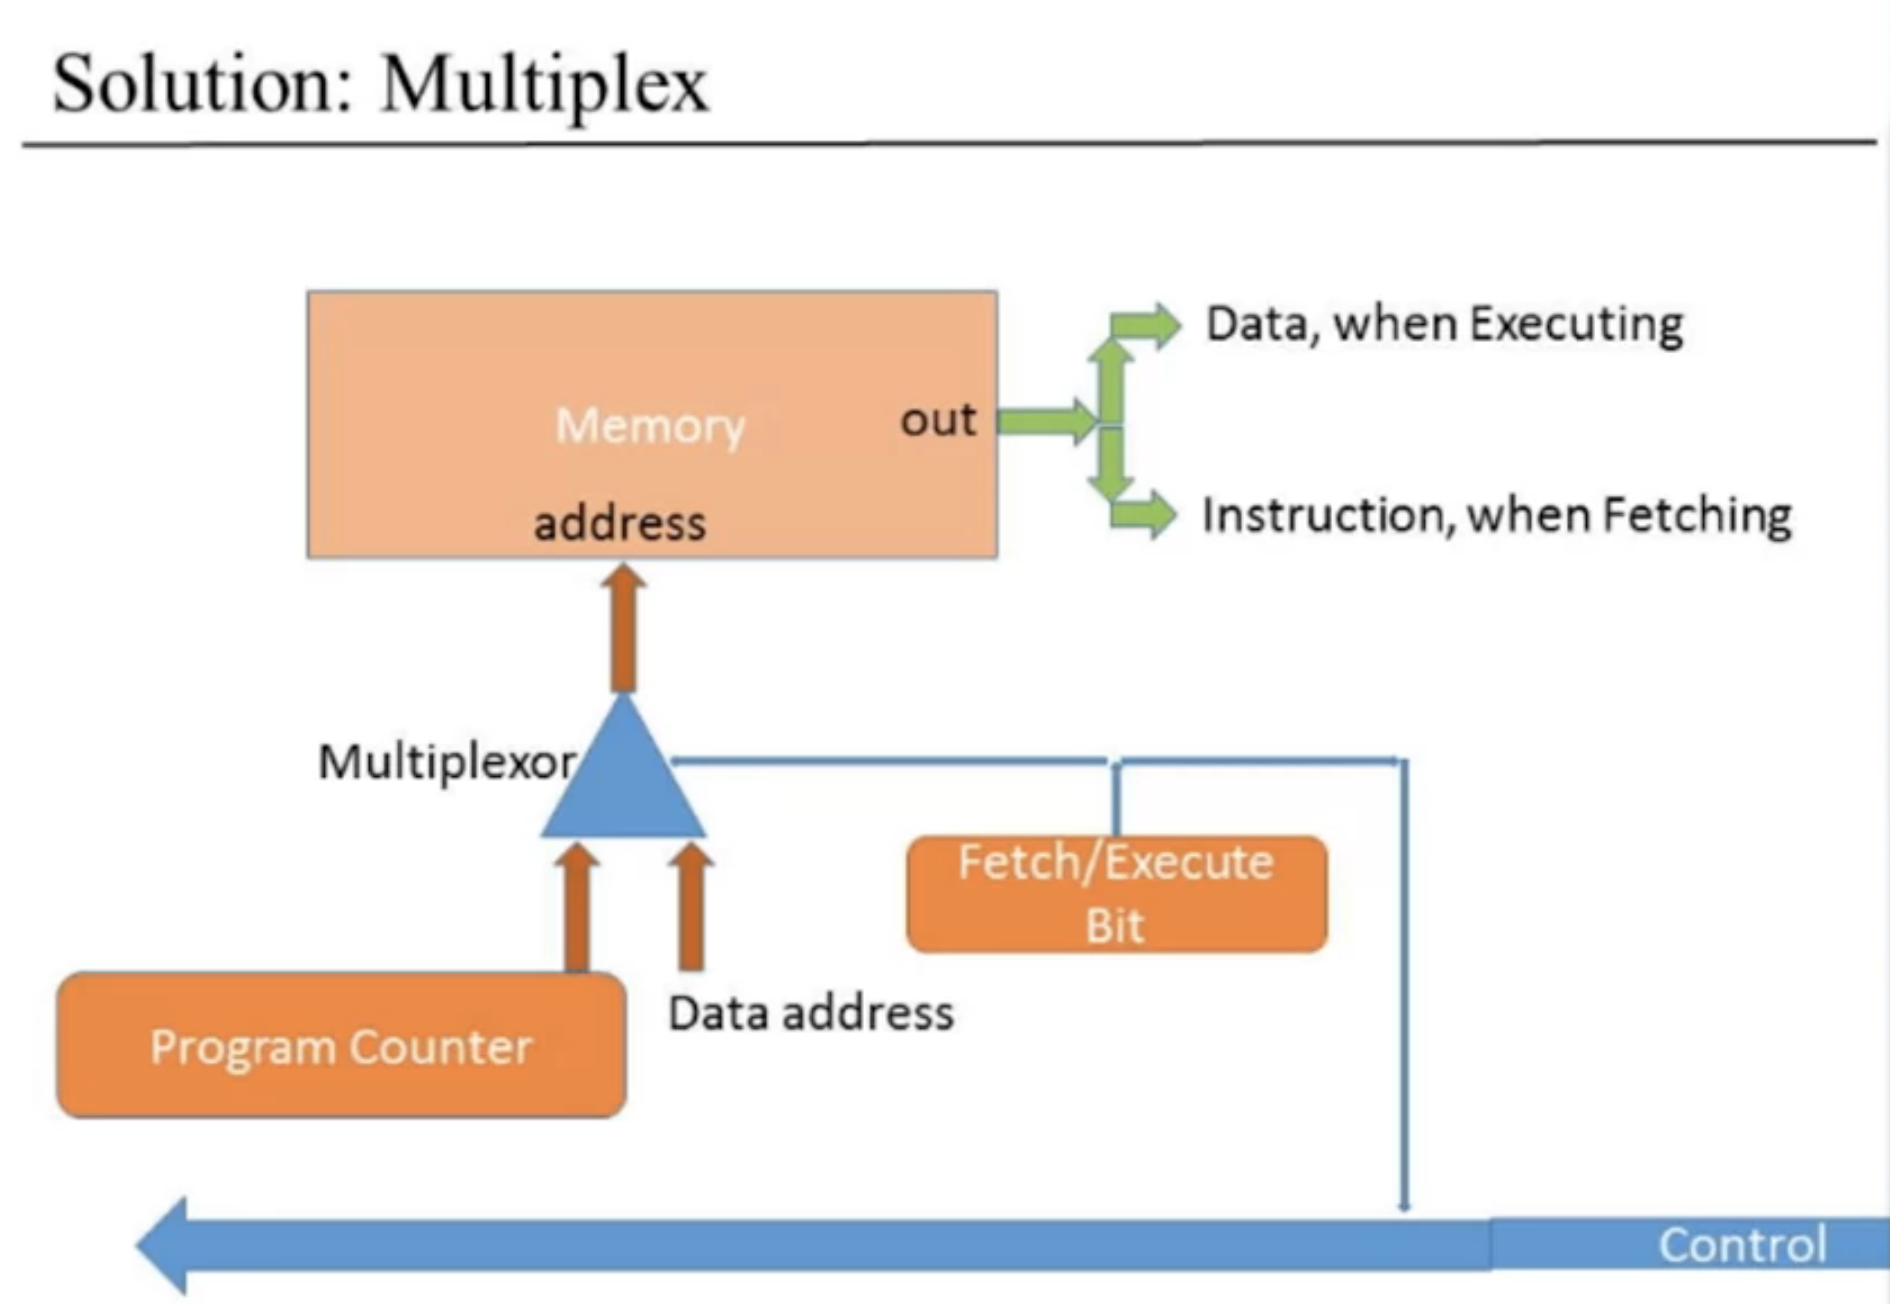 Solution: Multiplex
Data, when Executing
Memory
out
address
Instruction, when Fetching
Multiplexor
Fetch/Execute
Bit
Data address
Program Counter
Control